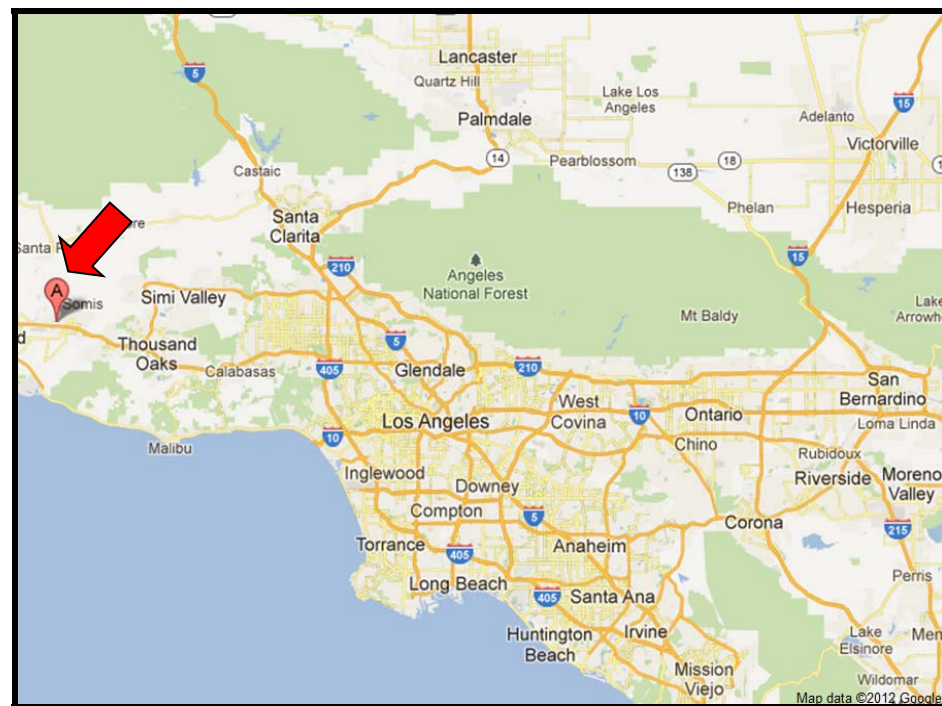 Lancaster
Quartz Hill
5
Lake Los
Angeles
15
Palmdale
Adelanto
Victorville
14
Pearblossom
138
18
Castaic
Phelan
Hesperia
Santa
Clarita
Santa
15
210
Angeles
National Forest
A
Somis
Simi Valley
Lake
Mt Baldy
Thousand
Oaks
5
Calabasas
405
Glendale
210
San
Bernardino
West
Covina
10
Ontario
Los Angeles
Loma Linda
10
Malibu
Chino
Rubidoux
Inglewood
Downey
Riverside
Moreno
Valley
Compton
5
Corona
215
Torrance
405
Anaheim
Perris
Long Beach
405
Santa Ana
Huntington
Beach
Irvine
Lake
Elsinore
Mission
Viejo
Wildomar
Map data ©2012 Google